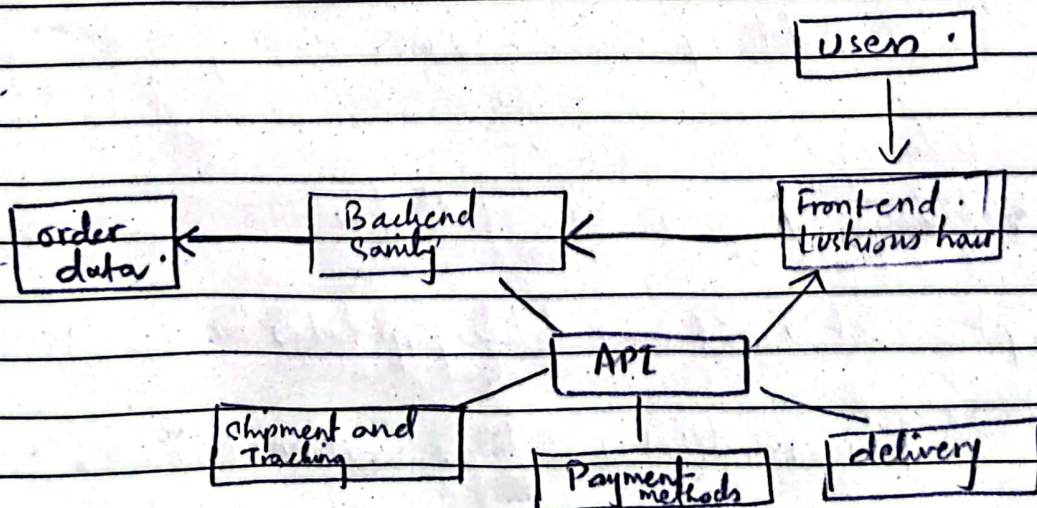 user.
Front-end.
Lushious hair
Backend
Sanity
order
data.
API
Shipment and
Tracking
Payment
methods
delivery